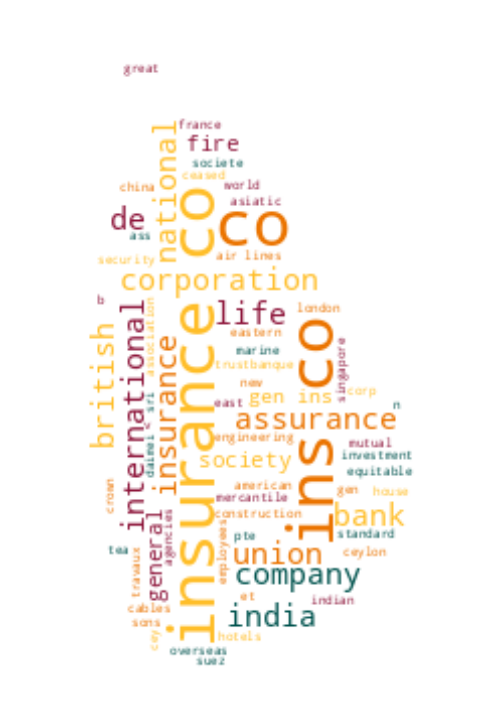 great
france
fire
societe
national
ceased
china
world
co
asiatic
de
co
ass
air lines
security
corporation
b
association
international
insurance
life
london
eastern
british
co
marine
singapore
insurance
trustbanque
new
sri
east
gen ins
corp
n
assurance
engineering
daimei
mutual
ins
society
investment
equitable
crown
american
gen
house
mercantile
general
agencies
construction
bank
employees
pte
standard
tea
union
ceylon
travaux
company
et
indian
cables
india
sons
cey
hotels
overseas
suez